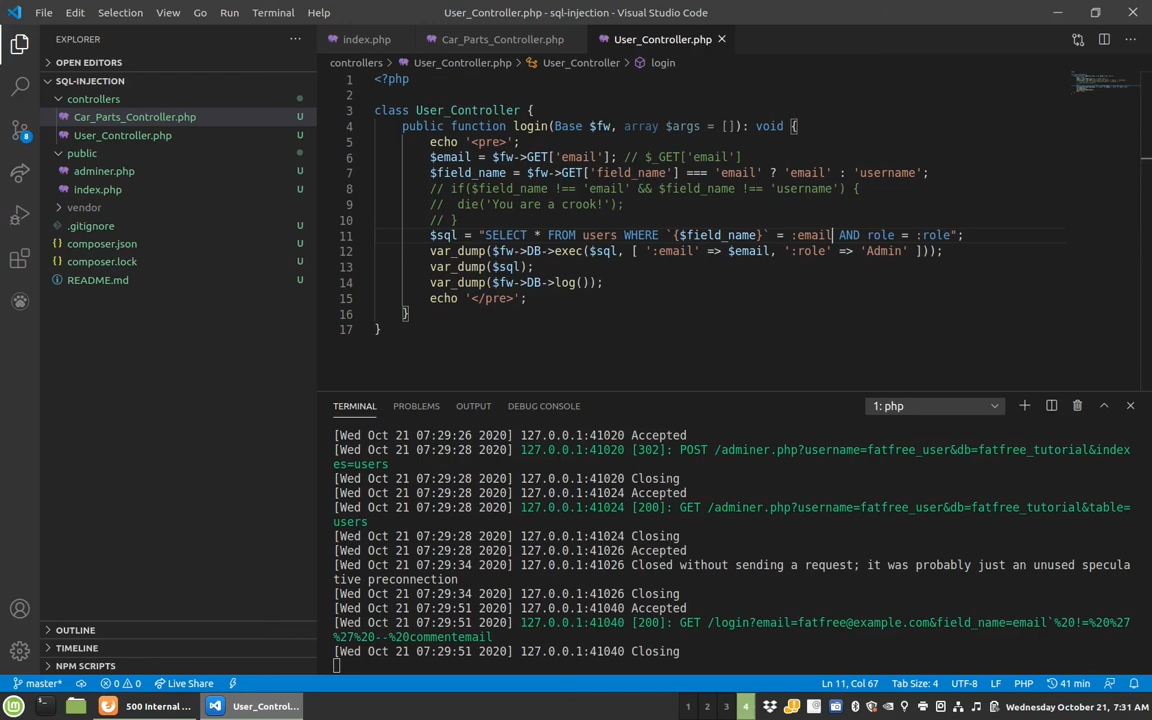 File Edit Selection View Go Run Terminal Help
User_Controller.php - sql-injection - Visual Studio Code
EXPLORER
OPEN EDITORS
SQL-INJECTION
controllers
Car_Parts_Controller.php U
User_Controller.php U
public
adminer.php U
index.php U
vendor
.gitignore U
composer.json U
composer.lock U
README.md U
OUTLINE
TIMELINE
NPM SCRIPTS
8
index.php Car_Parts_Controller.php User_Controller.php
controllers > User_Controller.php > User_Controller > login
1 <?php
2
3 class User_Controller {
4 public function login(Base $fw, array $args = []): void {
5 echo '<pre>';
6 $email = $fw->GET['email']; // $_GET['email']
7 $field_name = $fw->GET['field_name'] === 'email' ? 'email' : 'username';
8 // if($field_name !== 'email' && $field_name !== 'username') {
9 // die('You are a crook!');
10 // }
11 $sql = "SELECT * FROM users WHERE `{$field_name}` = :email AND role = :role";
12 var_dump($fw->DB->exec($sql, [ ':email' => $email, ':role' => 'Admin' ]));
13 var_dump($sql);
14 var_dump($fw->DB->log());
15 echo '</pre>';
16 }
17 }
TERMINAL PROBLEMS OUTPUT DEBUG CONSOLE
1: php
[Wed Oct 21 07:29:26 2020] 127.0.0.1:41020 Accepted
[Wed Oct 21 07:29:28 2020] 127.0.0.1:41020 [302]: POST /adminer.php?username=fatfree_user&db=fatfree_tutorial&index
es=users
[Wed Oct 21 07:29:28 2020] 127.0.0.1:41020 Closing
[Wed Oct 21 07:29:28 2020] 127.0.0.1:41024 Accepted
[Wed Oct 21 07:29:28 2020] 127.0.0.1:41024 [200]: GET /adminer.php?username=fatfree_user&db=fatfree_tutorial&table=
users
[Wed Oct 21 07:29:28 2020] 127.0.0.1:41024 Closing
[Wed Oct 21 07:29:28 2020] 127.0.0.1:41026 Accepted
[Wed Oct 21 07:29:34 2020] 127.0.0.1:41026 Closed without sending a request; it was probably just an unused specula
tive preconnection
[Wed Oct 21 07:29:34 2020] 127.0.0.1:41026 Closing
[Wed Oct 21 07:29:51 2020] 127.0.0.1:41040 Accepted
[Wed Oct 21 07:29:51 2020] 127.0.0.1:41040 [200]: GET /login?email=fatfree@example.com&field_name=email`%20!=%20%27
%27%20--%20commentemail
[Wed Oct 21 07:29:51 2020] 127.0.0.1:41040 Closing
master* 0 0 Live Share Ln 11, Col 67 Tab Size: 4 UTF-8 LF PHP 41 min
500 Internal ... User_Control... 1 2 3 4 Wednesday October 21, 7:31 AM